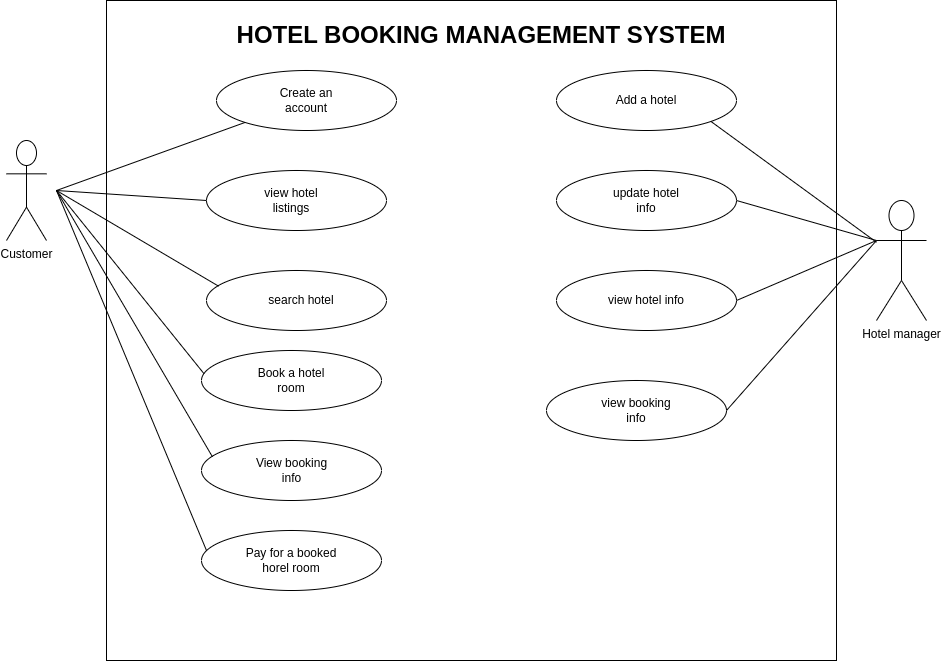 HOTEL BOOKING MANAGEMENT SYSTEM
Create an
account
view hotel
listings
search hotel
Book a hotel
room
View booking
info
Pay for a booked
horel room
Add a hotel
update hotel
info
view hotel info
view booking
info
Customer
Hotel manager